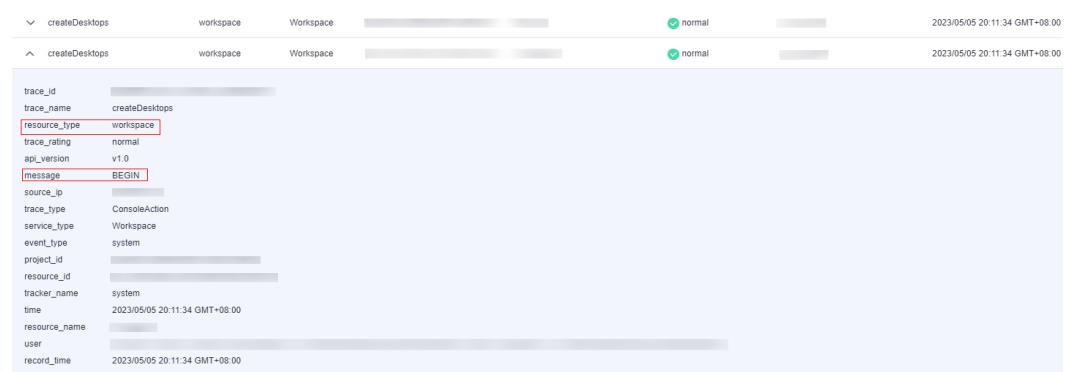 createDesktops workspace Workspace normal 2023/05/05 20:11:34 GMT+08:00
createDesktops workspace Workspace normal 2023/05/05 20:11:34 GMT+08:00
trace_id
trace_name createDesktops
resource_type workspace
trace_rating normal
api_version v1.0
message BEGIN
source_ip
trace_type ConsoleAction
service_type Workspace
event_type system
project_id
resource_id
tracker_name system
time 2023/05/05 20:11:34 GMT+08:00
resource_name
user
record_time 2023/05/05 20:11:34 GMT+08:00